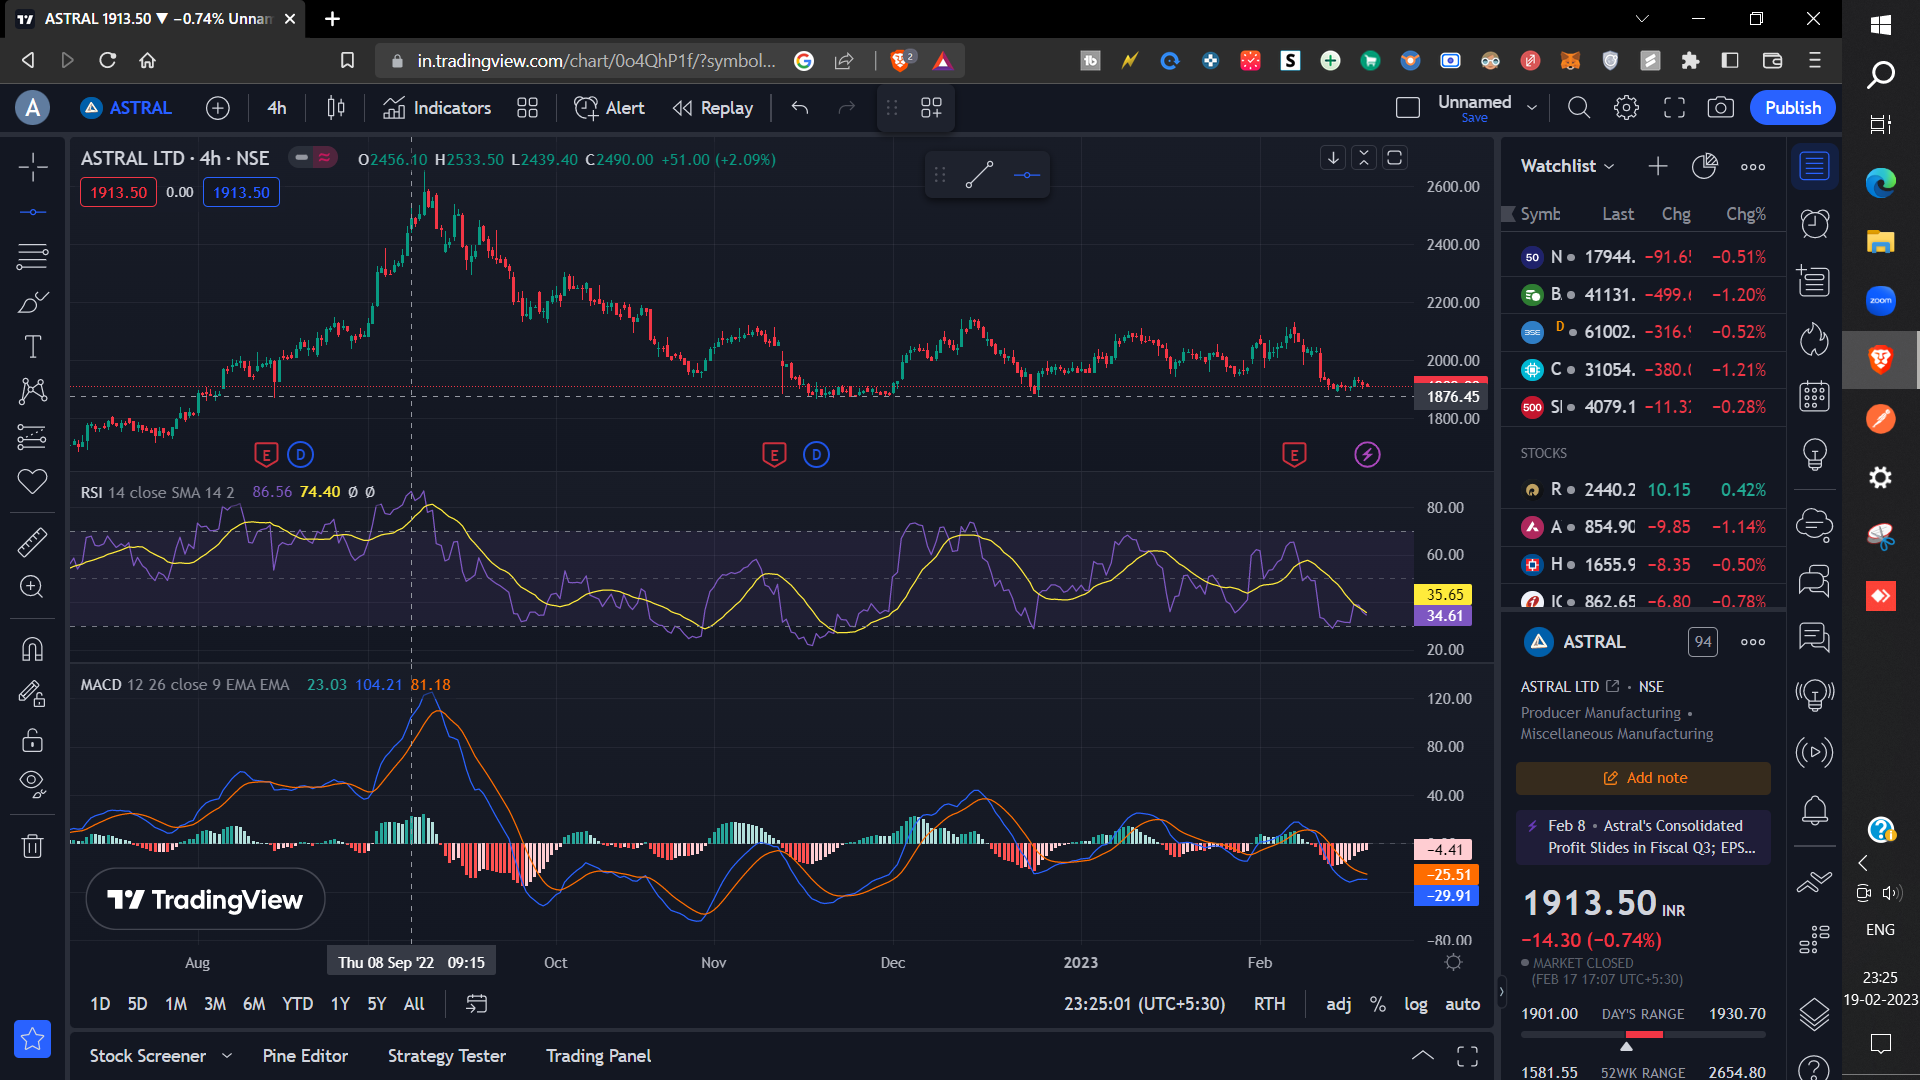 ASTRAL 1913.50 ▼ −0.74% Unnam
in.tradingview.com/chart/0o4QhP1f/?symbol...
2
A
ASTRAL
4h
Indicators
Alert
Replay
Unnamed
Save
Publish
ASTRAL LTD · 4h · NSE
O2456.10 H2533.50 L2439.40 C2490.00 +51.00 (+2.09%)
1913.50 0.00 1913.50
2600.00
2400.00
2200.00
2000.00
1876.45
1800.00
E D E D E
RSI 14 close SMA 14 2 86.56 74.40 Ø Ø
80.00
60.00
35.65
34.61
20.00
MACD 12 26 close 9 EMA EMA 23.03 104.21 81.18
120.00
80.00
40.00
−4.41
−25.51
−29.91
−80.00
TradingView
Aug Thu 08 Sep '22 09:15 Oct Nov Dec 2023 Feb
1D 5D 1M 3M 6M YTD 1Y 5Y All
23:25:01 (UTC+5:30) RTH adj % log auto
Stock Screener Pine Editor Strategy Tester Trading Panel
Watchlist
Symb Last Chg Chg%
50 N 17944. −91.65 −0.51%
B. 41131. −499.6 −1.20%
BSE D 61002. −316.9 −0.52%
C 31054. −380.0 −1.21%
500 S 4079.1 −11.32 −0.28%
STOCKS
R 2440.2 10.15 0.42%
A 854.90 −9.85 −1.14%
H 1655.9 −8.35 −0.50%
IC 862.65 −6.80 −0.78%
ASTRAL 94
ASTRAL LTD · NSE
Producer Manufacturing •
Miscellaneous Manufacturing
Add note
Feb 8 • Astral's Consolidated
Profit Slides in Fiscal Q3; EPS...
1913.50 INR
−14.30 (−0.74%)
MARKET CLOSED
(FEB 17 17:07 UTC+5:30)
1901.00 DAY'S RANGE 1930.70
1581.55 52WK RANGE 2654.80
zoom
ENG
23:25
19-02-2023